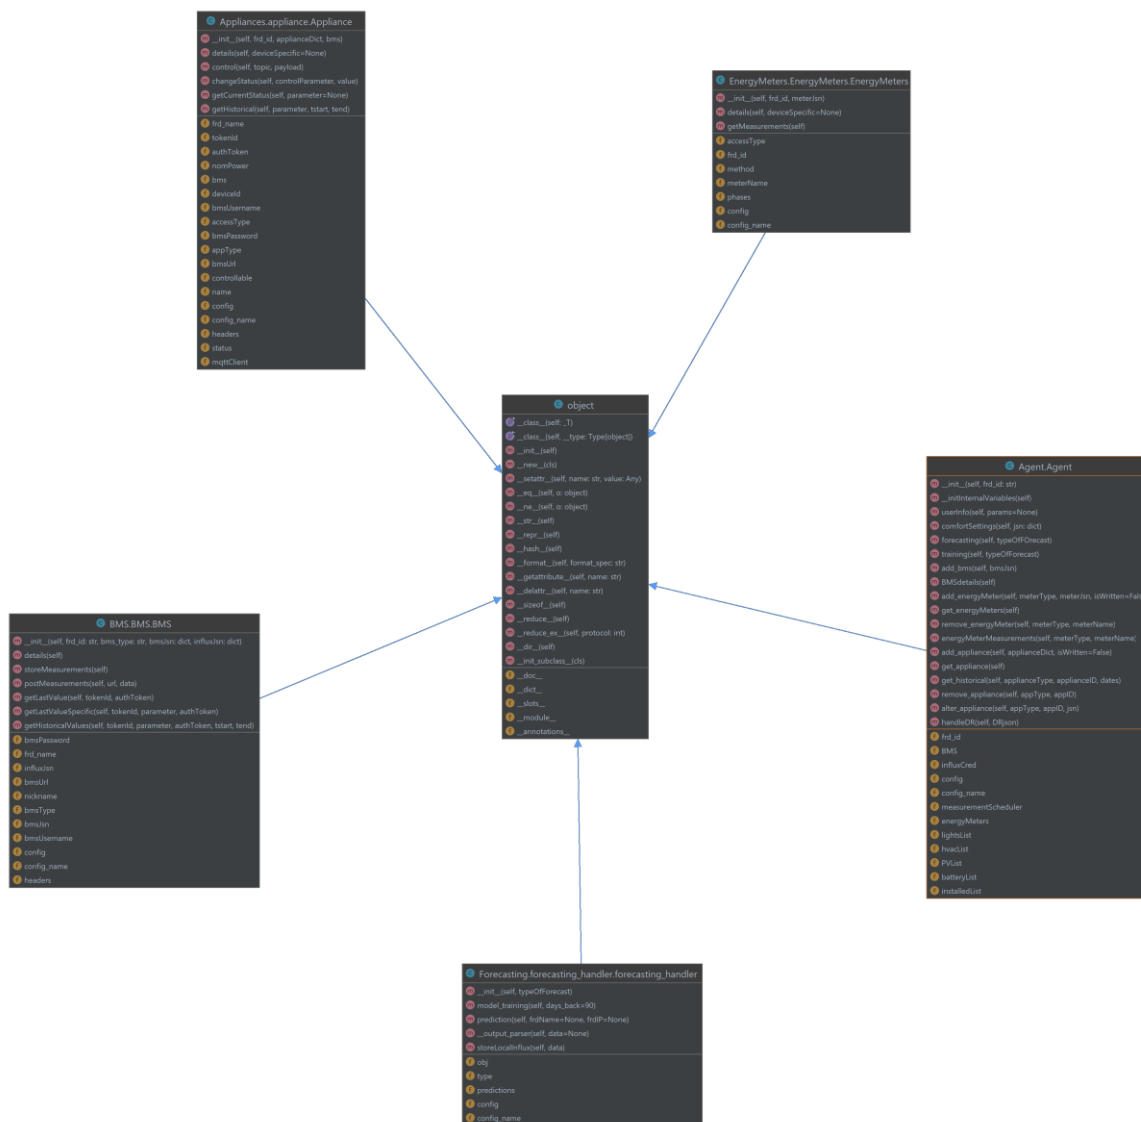 Appliances.appliance.Appliance
__init__(self, frd_id, applianceDict, bms)
details(self, deviceSpecific=None)
control(self, topic, payload)
changeStatus(self, controlParameter, value)
getCurrentStatus(self, parameter=None)
getHistorical(self, parameter, tstart, tend)
frd_name
tokenId
authToken
nomPower
bms
deviceId
bmsUsername
accessType
bmsPassword
appType
bmsUrl
controllable
name
config
config_name
headers
status
mqttClient
EnergyMeters.EnergyMeters.EnergyMeters
__init__(self, frd_id, meterJsn)
details(self, deviceSpecific=None)
getMeasurements(self)
accessType
frd_id
method
meterName
phases
config
config_name
object
__class__(self: _T)
__class__(self, __type: Type[object])
__init__(self)
__new__(cls)
__setattr__(self, name: str, value: Any)
__eq__(self, o: object)
__ne__(self, o: object)
__str__(self)
__repr__(self)
__hash__(self)
__format__(self, format_spec: str)
__getattribute__(self, name: str)
__delattr__(self, name: str)
__sizeof__(self)
__reduce__(self)
__reduce_ex__(self, protocol: int)
__dir__(self)
__init_subclass__(cls)
__doc__
__dict__
__slots__
__module__
__annotations__
Agent.Agent
__init__(self, frd_id: str)
__initInternalVariables(self)
userInfo(self, params=None)
comfortSettings(self, jsn: dict)
forecasting(self, typeOfFOrecast)
training(self, typeOfForecast)
add_bms(self, bmsJsn)
BMSdetails(self)
add_energyMeter(self, meterType, meterJsn, isWritten=Fal
get_energyMeters(self)
remove_energyMeter(self, meterType, meterName)
energyMeterMeasurements(self, meterType, meterName)
add_appliance(self, applianceDict, isWritten=False)
get_appliance(self)
get_historical(self, applianceType, applianceID, dates)
remove_appliance(self, appType, appID)
alter_appliance(self, appType, appID, jsn)
handleDR(self, DRjson)
frd_id
BMS
influxCred
config
config_name
measurementScheduler
energyMeters
lightsList
hvacList
PVList
batteryList
installedList
BMS.BMS.BMS
__init__(self, frd_id: str, bms_type: str, bmsJsn: dict, influxJsn: dict)
details(self)
storeMeasurements(self)
postMeasurements(self, url, data)
getLastValue(self, tokenId, authToken)
getLastValueSpecific(self, tokenId, parameter, authToken)
getHistoricalValues(self, tokenId, parameter, authToken, tstart, tend)
bmsPassword
frd_name
influxJsn
bmsUrl
nickname
bmsType
bmsJsn
bmsUsername
config
config_name
headers
Forecasting.forecasting_handler.forecasting_handler
__init__(self, typeOfForecast)
model_training(self, days_back=90)
prediction(self, frdName=None, frdIP=None)
__output_parser(self, data=None)
storeLocalInflux(self, data)
obj
type
predictions
config
config_name